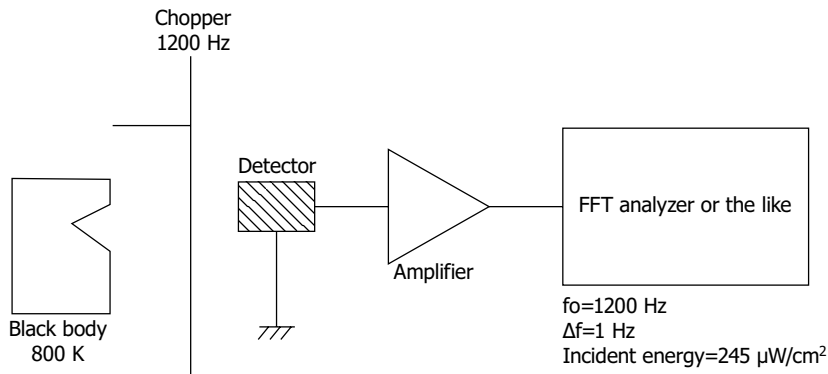 Chopper
1200 Hz
Detector
FFT analyzer or the like
Amplifier
Black body
800 K
fo=1200 Hz
Δf=1 Hz
Incident energy=245 μW/cm²